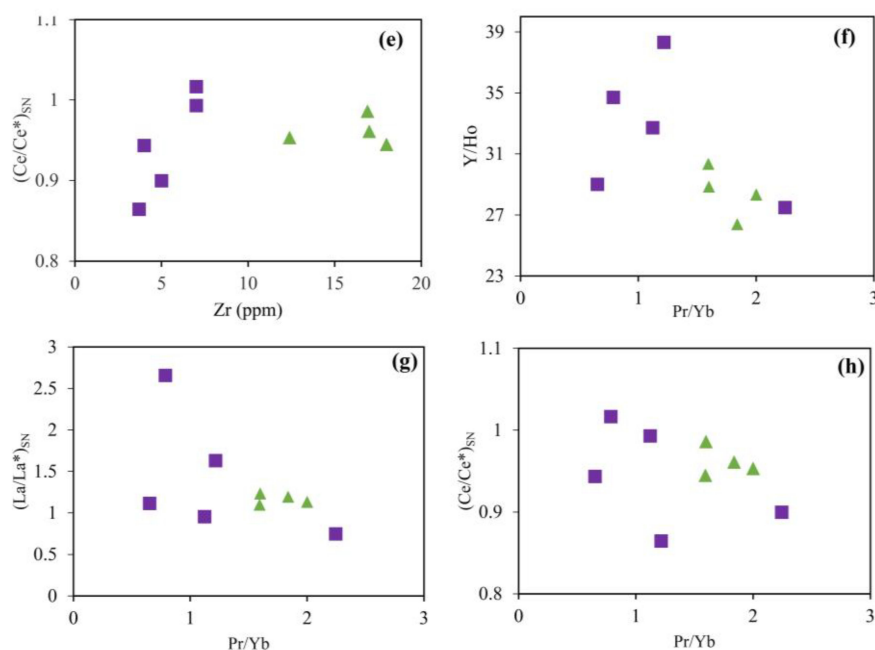 1.1
(e)
1
0.9
0.8
(Ce/Ce*)SN
0 5 10 15 20
Zr (ppm)
39
(f)
35
31
27
23
Y/Ho
0 1 2 3
Pr/Yb
3
(g)
2.5
2
1.5
1
0.5
0
(La/La*)SN
0 1 2 3
Pr/Yb
1.1
(h)
1
0.9
0.8
(Ce/Ce*)SN
0 1 2 3
Pr/Yb